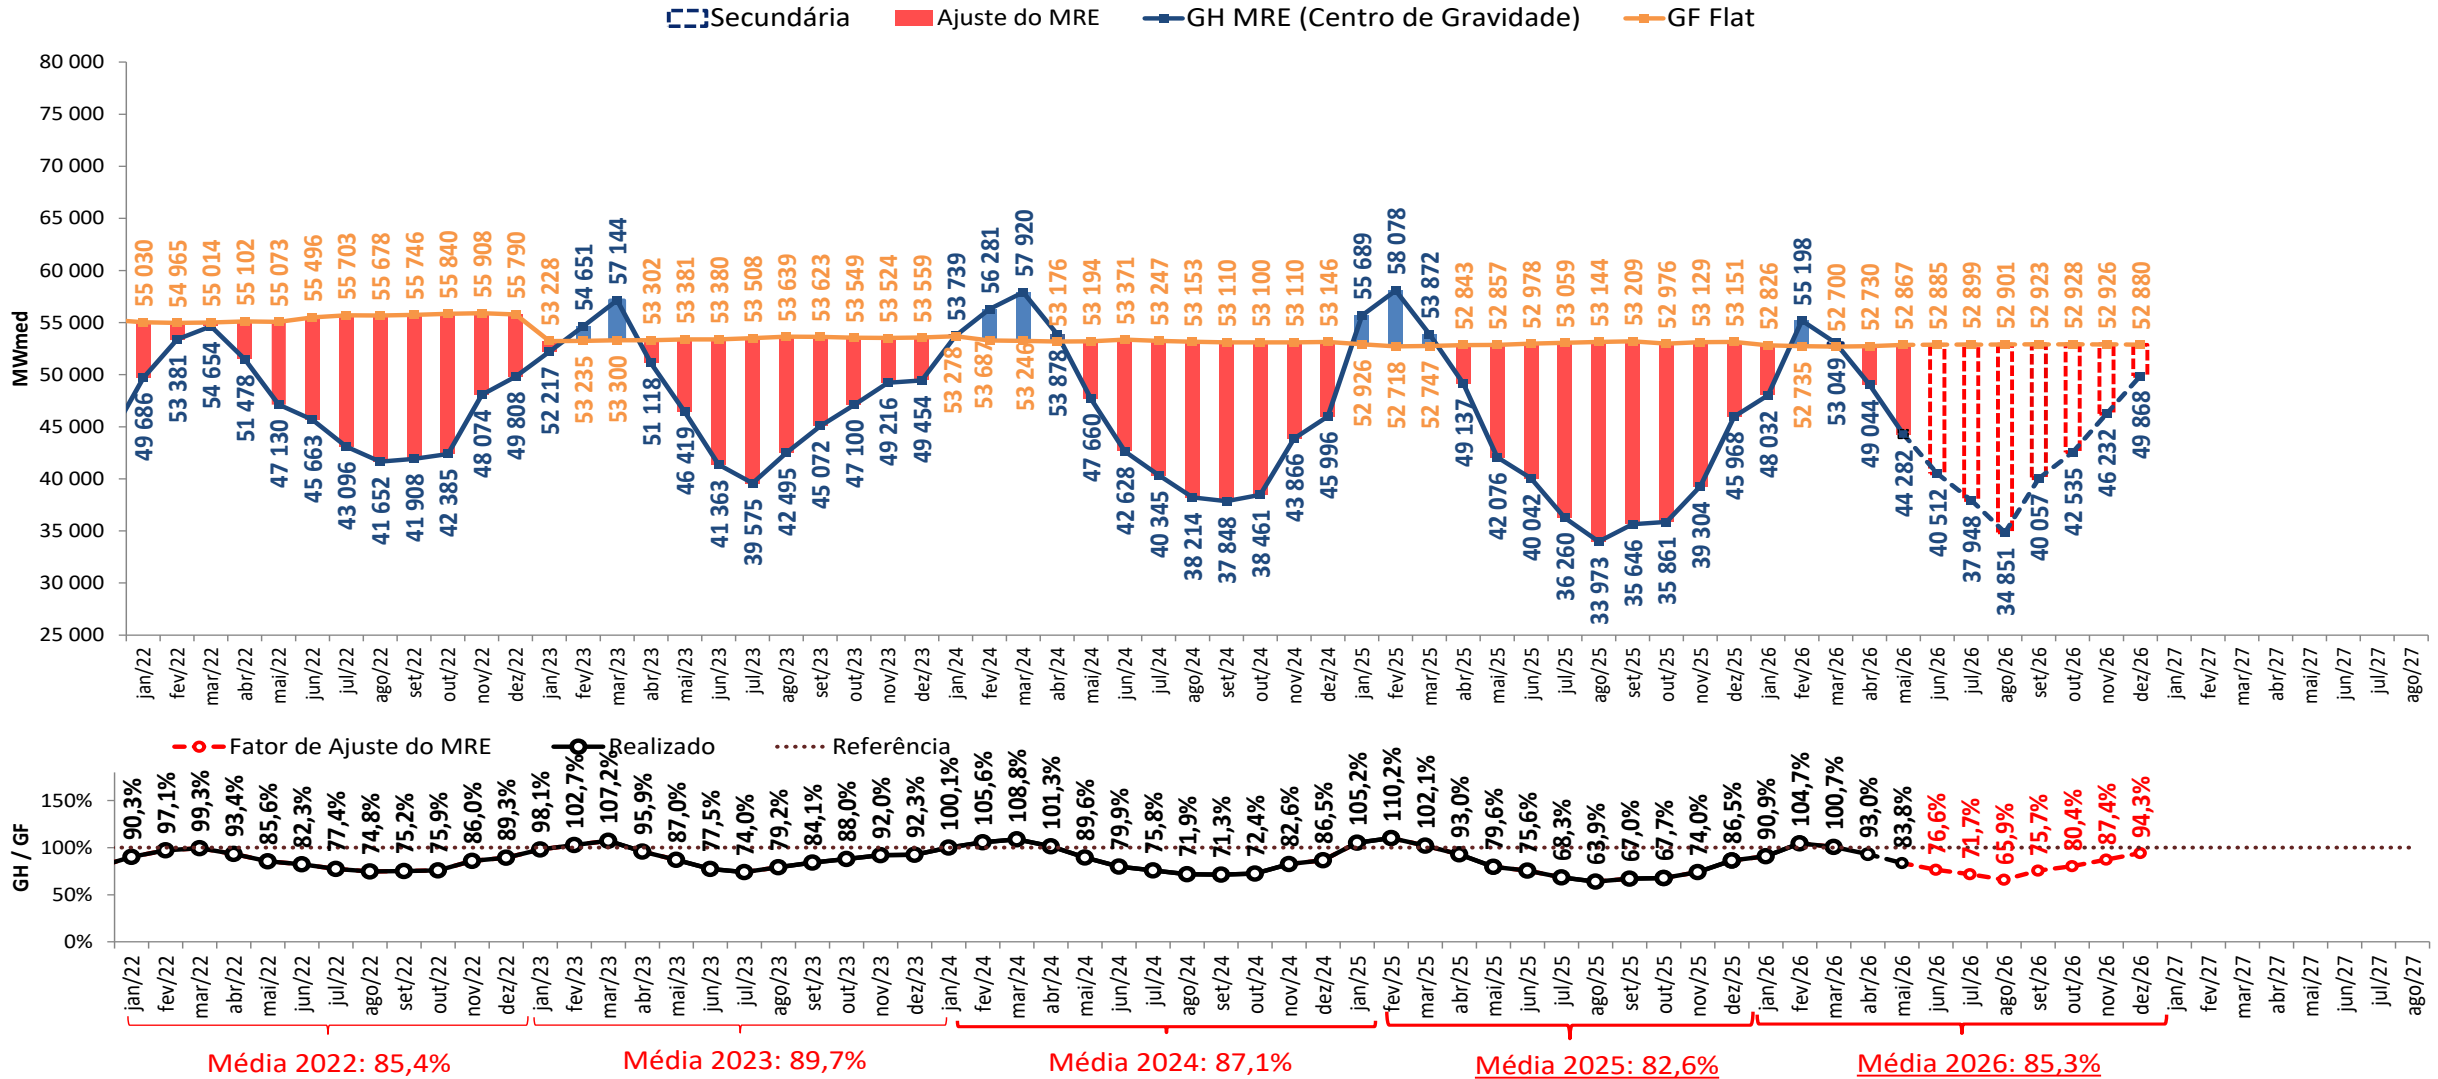 Secundária Ajuste do MRE GH MRE (Centro de Gravidade) GF Flat
MWmed
80 000
75 000
70 000
65 000
60 000
55 000
50 000
45 000
40 000
35 000
30 000
25 000
55 030 54 965 55 014 55 102 55 073 55 496 55 703 55 678 55 746 55 840 55 908 55 790 53 228 54 651 57 144 53 302 53 381 53 380 53 508 53 639 53 623 53 549 53 524 53 559 53 739 56 281 57 920 53 176 53 194 53 371 53 247 53 153 53 110 53 100 53 110 53 146 55 689 58 078 53 872 52 843 52 857 52 978 53 059 53 144 53 209 52 976 53 129 53 151 52 826 55 198 52 700 52 730 52 867 52 885 52 899 52 901 52 923 52 928 52 926 52 880
49 686 53 381 54 654 51 478 47 130 45 663 43 096 41 652 41 908 42 385 48 074 49 808 52 217 53 235 53 300 51 118 46 419 41 363 39 575 42 495 45 072 47 100 49 216 49 454 53 278 53 687 53 246 53 878 47 660 42 628 40 345 38 214 37 848 38 461 43 866 45 996 52 926 52 718 52 747 49 137 42 076 40 042 36 260 33 973 35 646 35 861 39 304 45 968 48 032 52 735 53 049 49 044 44 282 40 512 37 948 34 851 40 057 42 535 46 232 49 868
jan/22 fev/22 mar/22 abr/22 mai/22 jun/22 jul/22 ago/22 set/22 out/22 nov/22 dez/22 jan/23 fev/23 mar/23 abr/23 mai/23 jun/23 jul/23 ago/23 set/23 out/23 nov/23 dez/23 jan/24 fev/24 mar/24 abr/24 mai/24 jun/24 jul/24 ago/24 set/24 out/24 nov/24 dez/24 jan/25 fev/25 mar/25 abr/25 mai/25 jun/25 jul/25 ago/25 set/25 out/25 nov/25 dez/25 jan/26 fev/26 mar/26 abr/26 mai/26 jun/26 jul/26 ago/26 set/26 out/26 nov/26 dez/26 jan/27 fev/27 mar/27 abr/27 mai/27 jun/27 jul/27 ago/27
Fator de Ajuste do MRE Realizado Referência
GH / GF
150%
100%
50%
0%
90,3% 97,1% 99,3% 93,4% 85,6% 82,3% 77,4% 74,8% 75,2% 75,9% 86,0% 89,3% 98,1% 102,7% 107,2% 95,9% 87,0% 77,5% 74,0% 79,2% 84,1% 88,0% 92,0% 92,3% 100,1% 105,6% 108,8% 101,3% 89,6% 79,9% 75,8% 71,9% 71,3% 72,4% 82,6% 86,5% 105,2% 110,2% 102,1% 93,0% 79,6% 75,6% 68,3% 63,9% 67,0% 67,7% 74,0% 86,5% 90,9% 104,7% 100,7% 93,0% 83,8% 76,6% 71,7% 65,9% 75,7% 80,4% 87,4% 94,3%
jan/22 fev/22 mar/22 abr/22 mai/22 jun/22 jul/22 ago/22 set/22 out/22 nov/22 dez/22 jan/23 fev/23 mar/23 abr/23 mai/23 jun/23 jul/23 ago/23 set/23 out/23 nov/23 dez/23 jan/24 fev/24 mar/24 abr/24 mai/24 jun/24 jul/24 ago/24 set/24 out/24 nov/24 dez/24 jan/25 fev/25 mar/25 abr/25 mai/25 jun/25 jul/25 ago/25 set/25 out/25 nov/25 dez/25 jan/26 fev/26 mar/26 abr/26 mai/26 jun/26 jul/26 ago/26 set/26 out/26 nov/26 dez/26 jan/27 fev/27 mar/27 abr/27 mai/27 jun/27 jul/27 ago/27
Média 2022: 85,4% Média 2023: 89,7% Média 2024: 87,1% Média 2025: 82,6% Média 2026: 85,3%